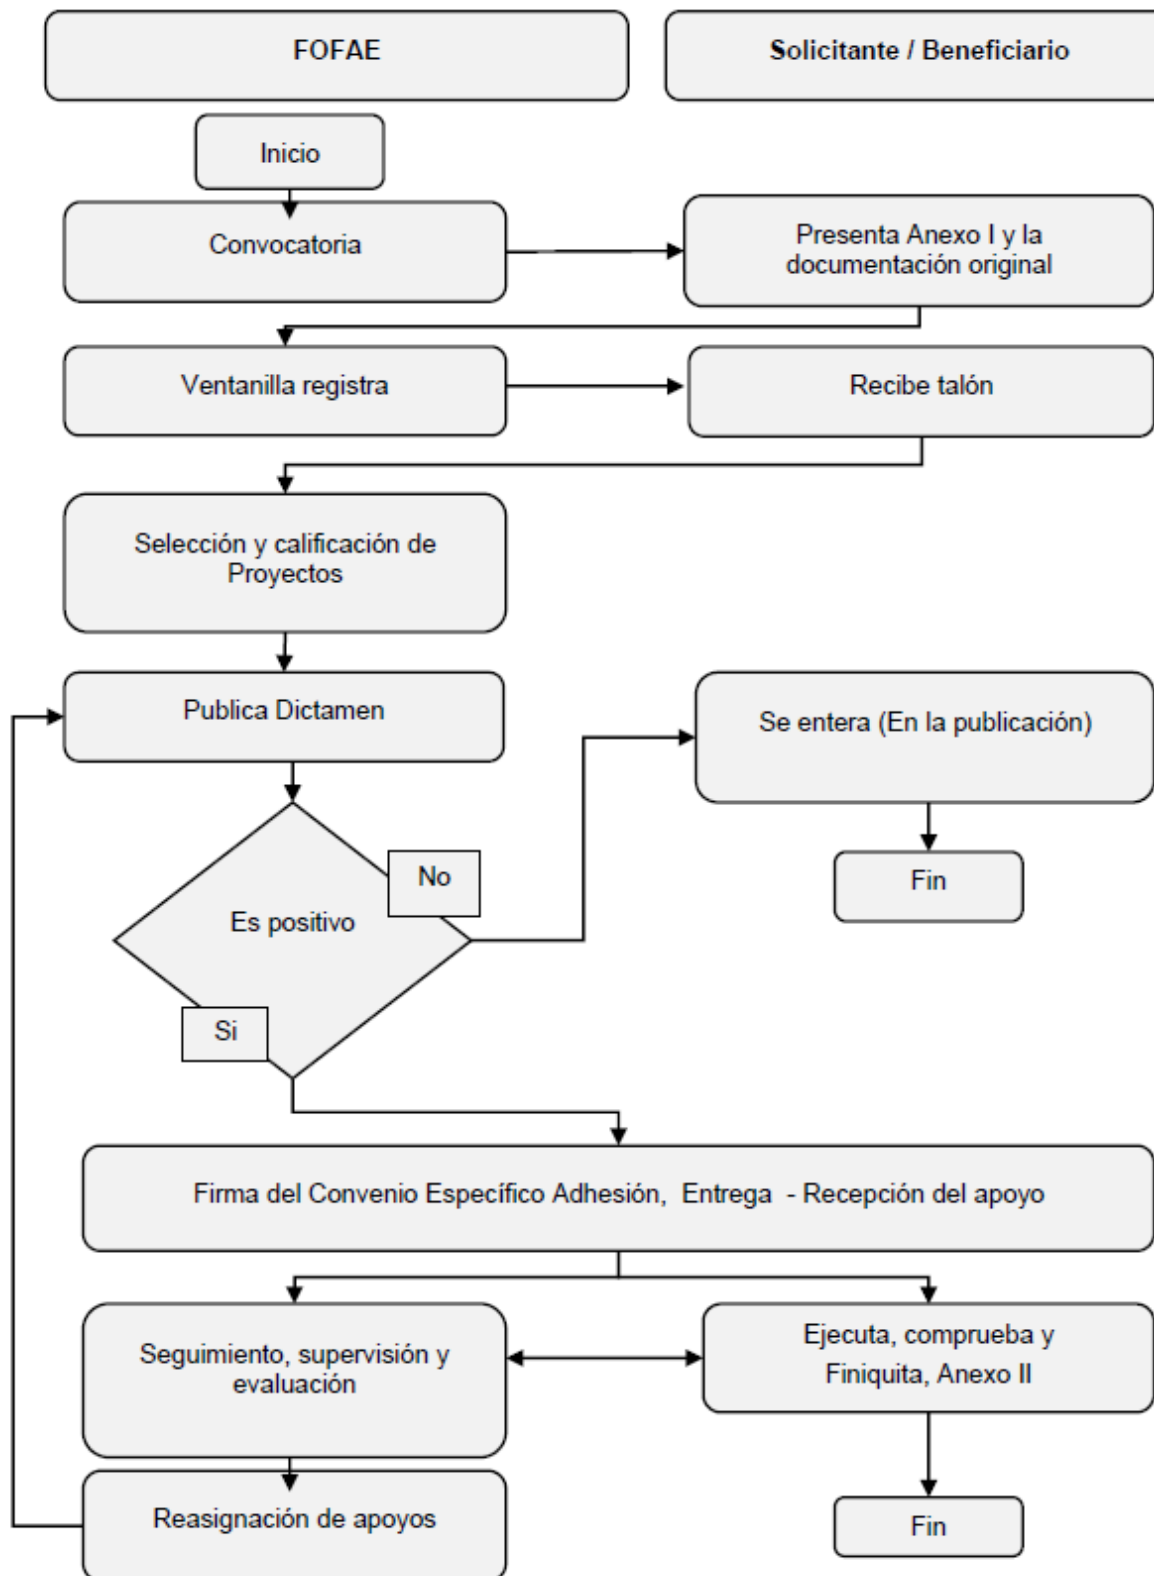 FOFAE
Solicitante / Beneficiario
Inicio
Convocatoria
Presenta Anexo I y la
documentación original
Ventanilla registra
Recibe talón
Selección y calificación de
Proyectos
Publica Dictamen
Se entera (En la publicación)
No
Fin
Es positivo
Si
Firma del Convenio Específico Adhesión, Entrega - Recepción del apoyo
Seguimiento, supervisión y
evaluación
Ejecuta, comprueba y
Finiquita, Anexo II
Reasignación de apoyos
Fin